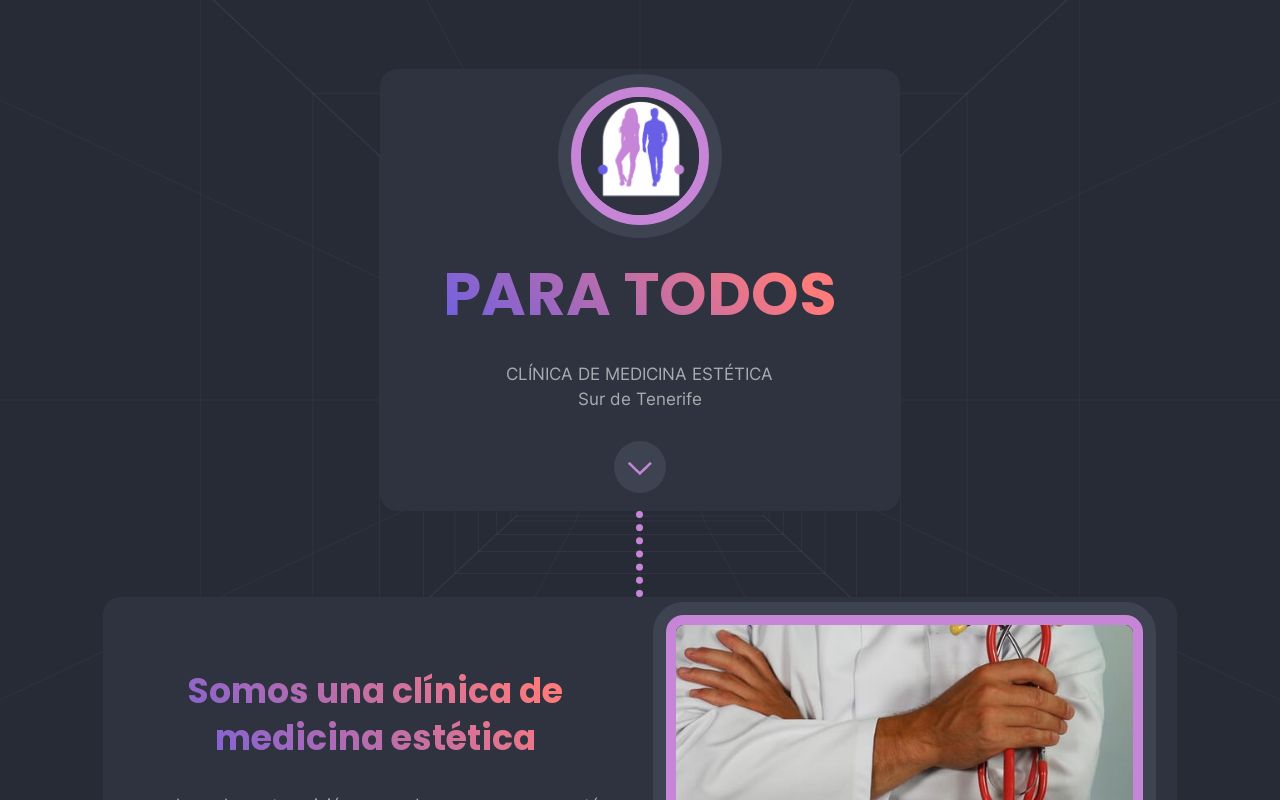 PARA TODOS
CLÍNICA DE MEDICINA ESTÉTICA
Sur de Tenerife
Somos una clínica de
medicina estética